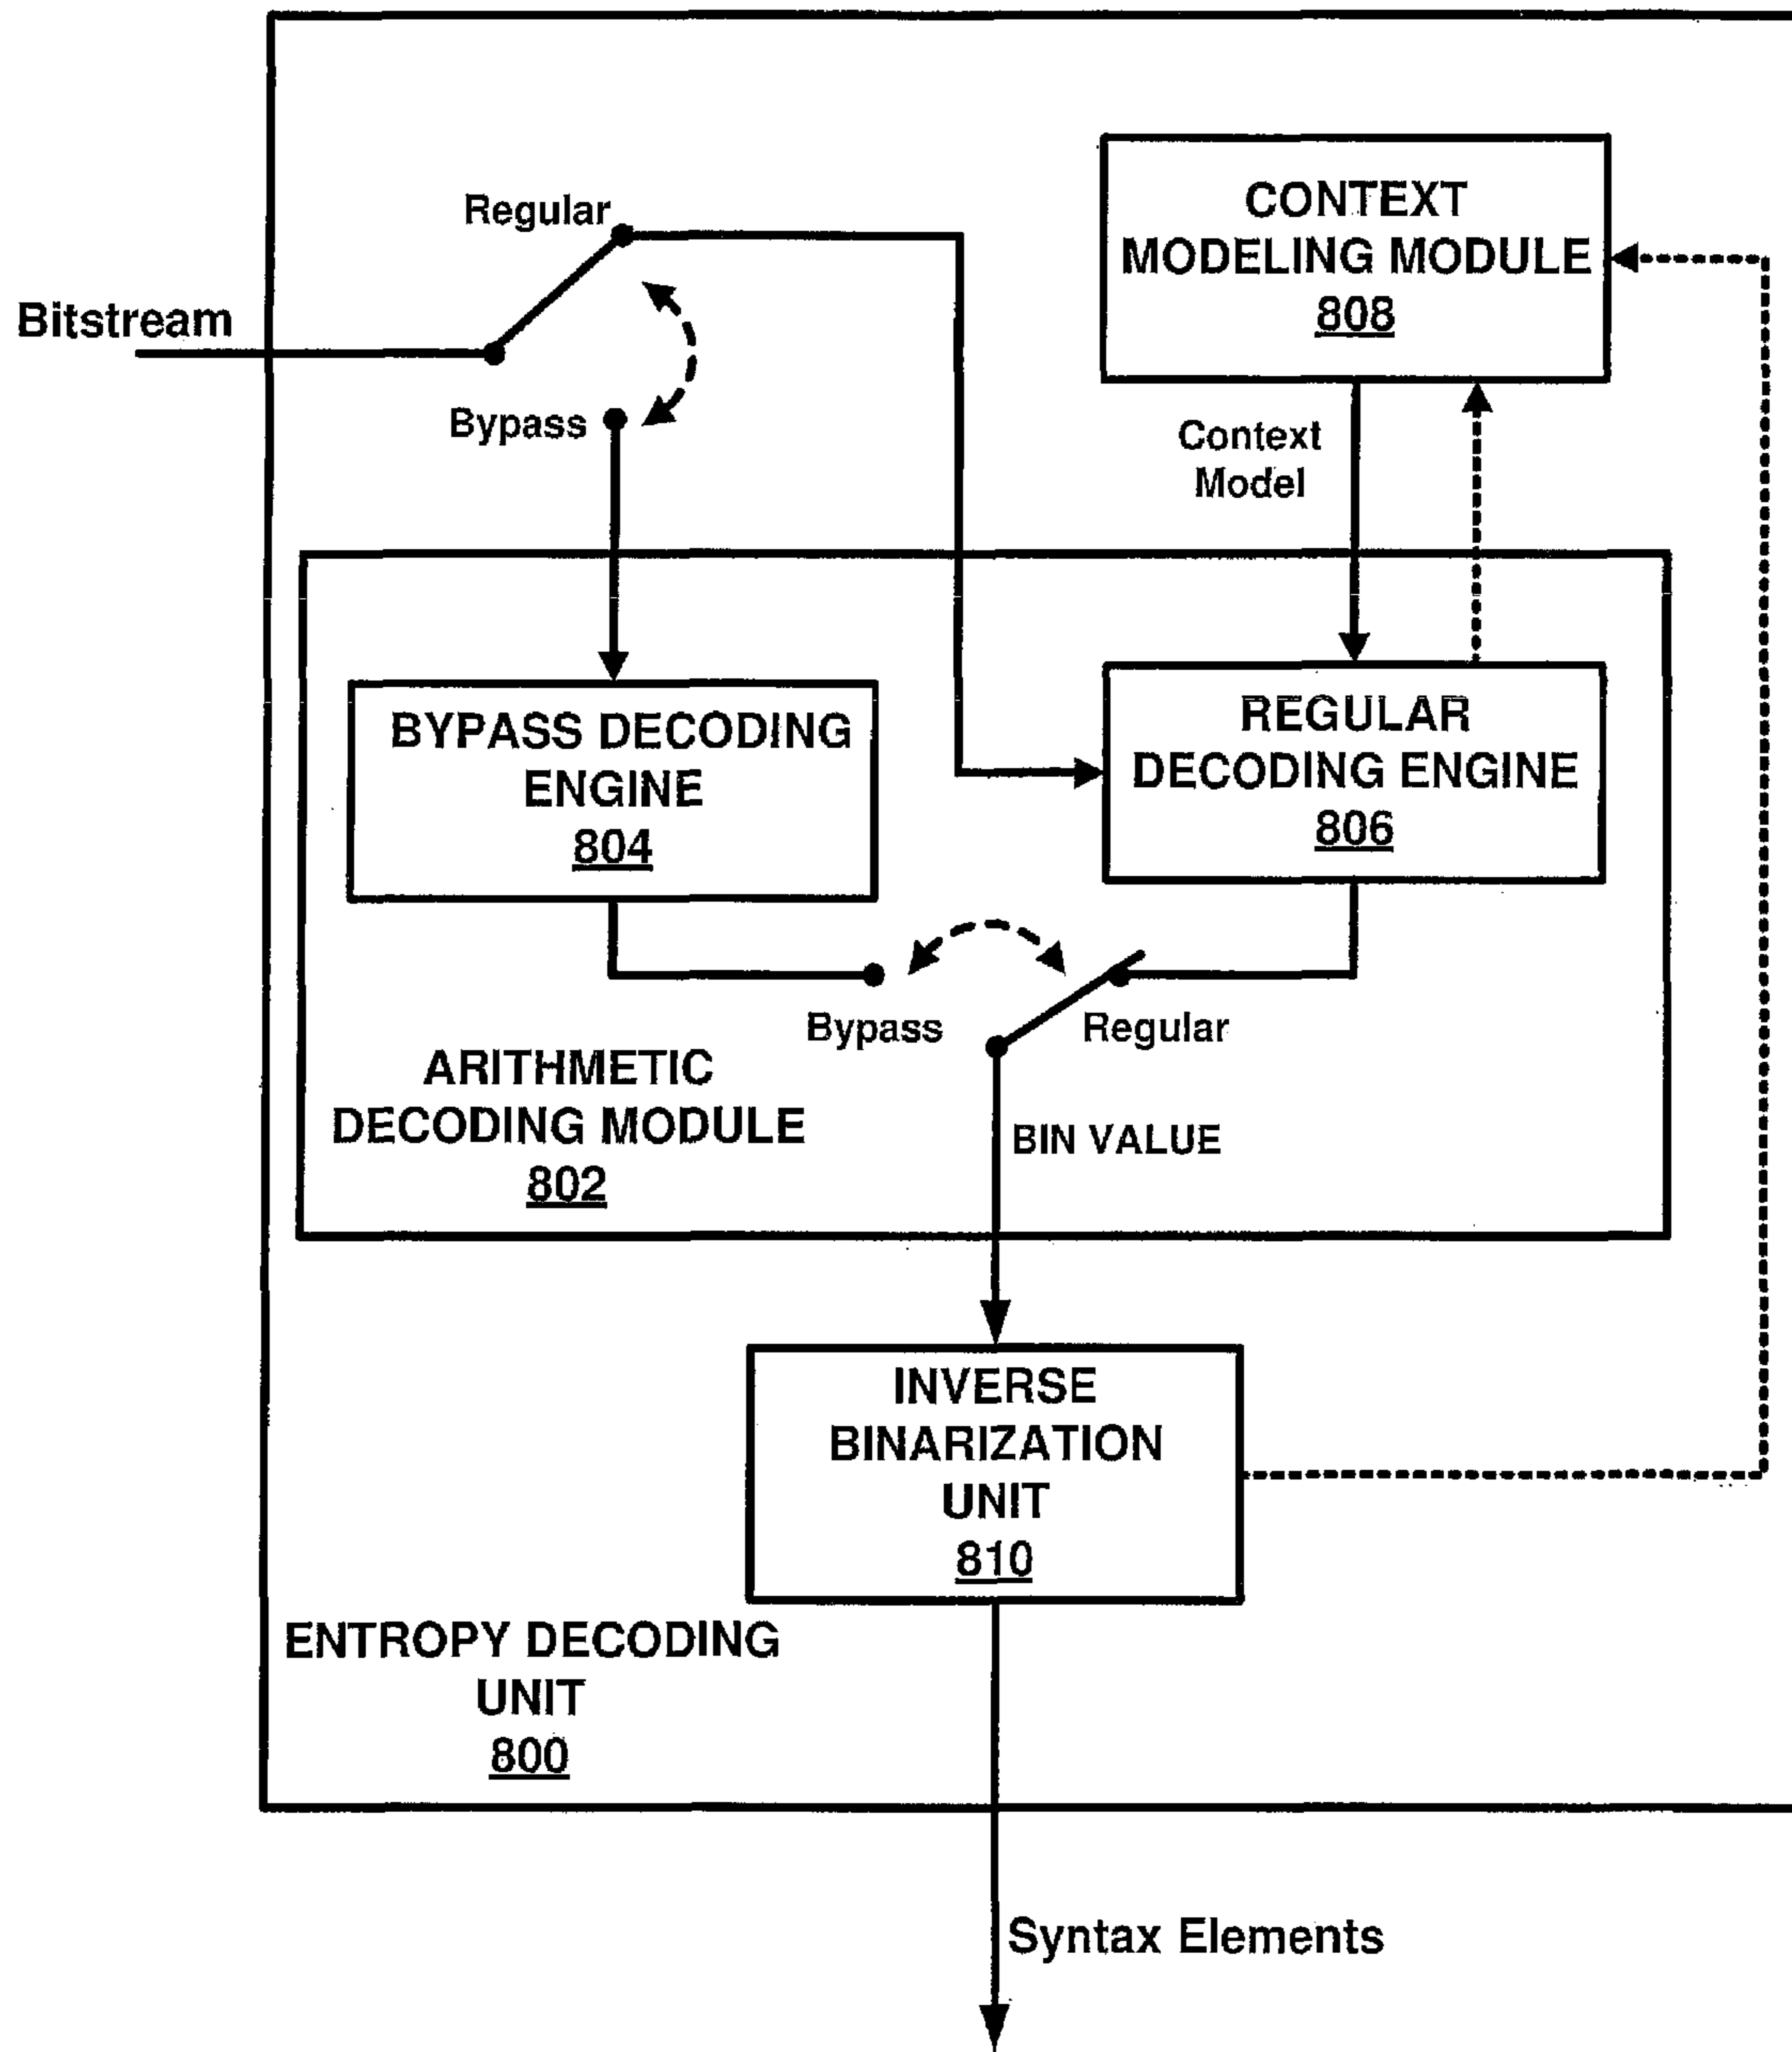 CONTEXT
MODELING MODULE
808
Regular
Bitstream
Bypass
Context
Model
BYPASS DECODING
ENGINE
804
REGULAR
DECODING ENGINE
806
Bypass
Regular
ARITHMETIC
DECODING MODULE
802
BIN VALUE
INVERSE
BINARIZATION
UNIT
810
ENTROPY DECODING
UNIT
800
Syntax Elements